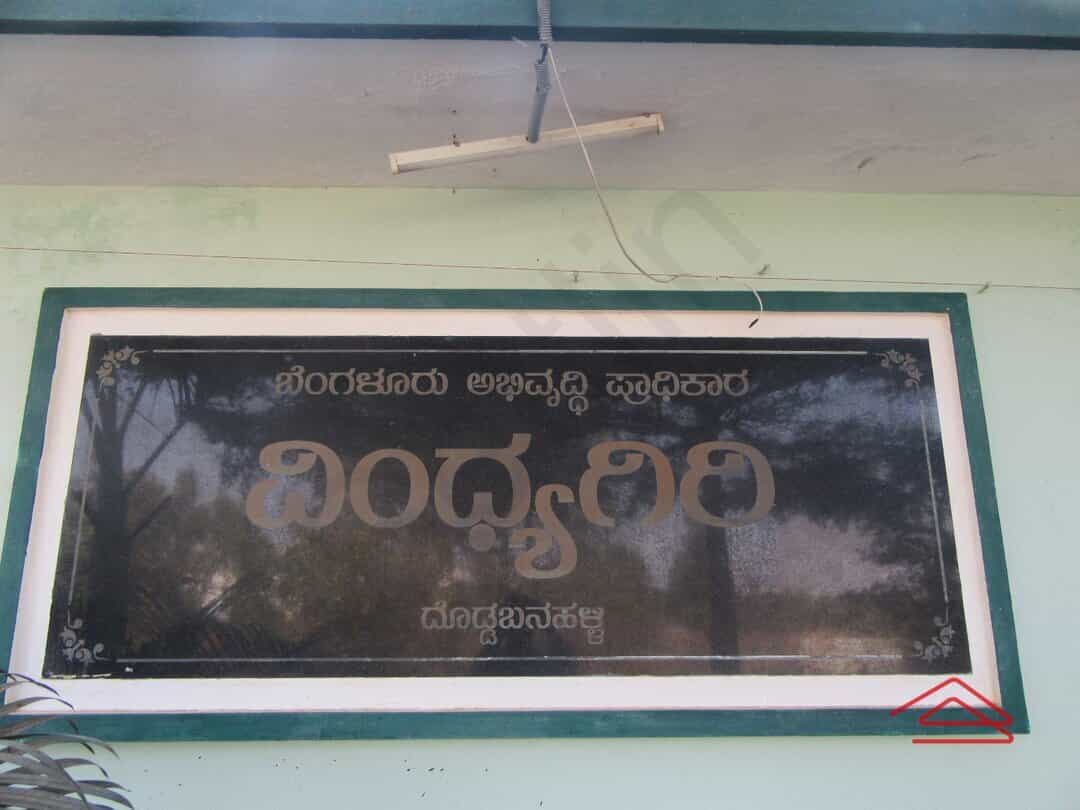 ಬೆಂಗಳೂರು ಅಭಿವೃದ್ಧಿ ಪ್ರಾಧಿಕಾರ
ವಿಂಧ್ಯಗಿರಿ
ದೊಡ್ಡಬನಹಳ್ಳಿ